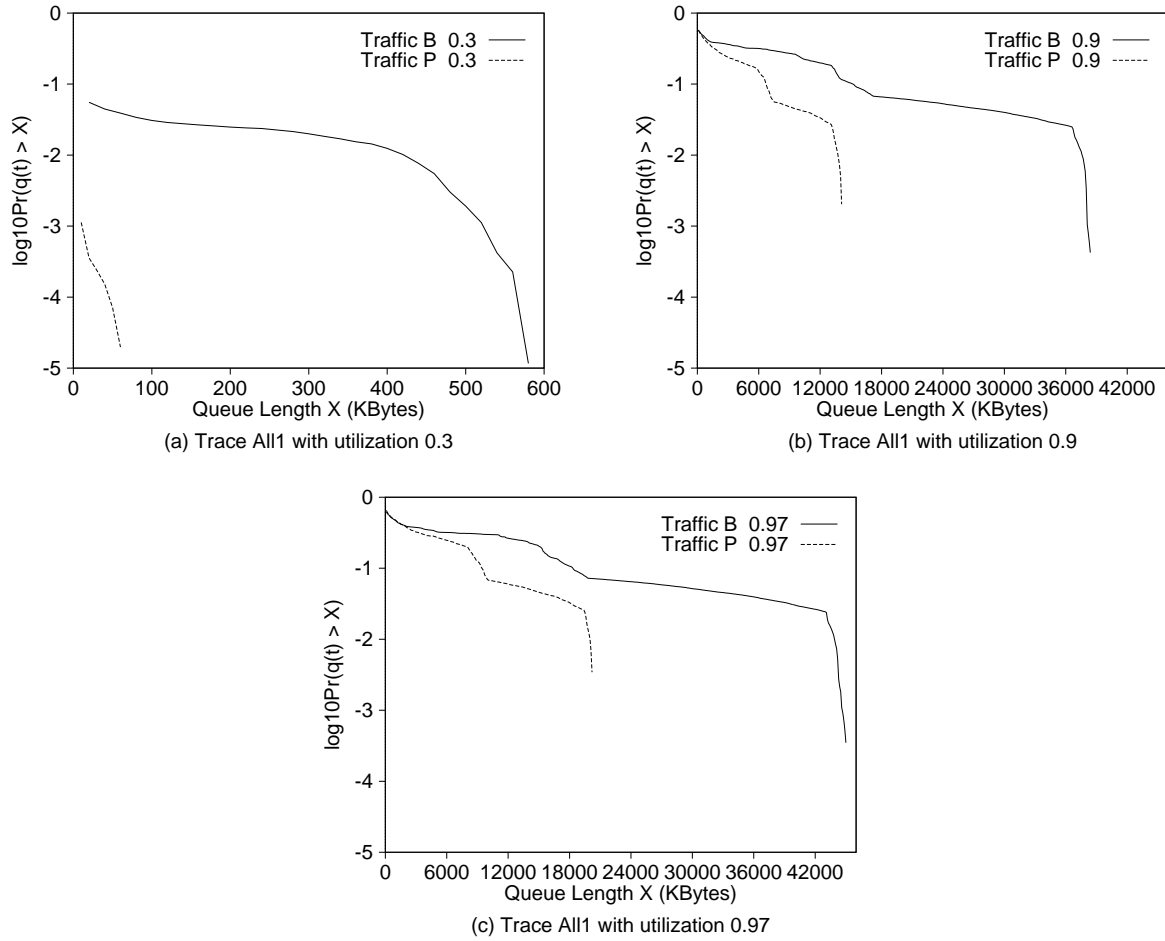 0
-1
-2
-3
-4
-5
log10Pr(q(t) > X)
Traffic B 0.3
Traffic P 0.3
0 100 200 300 400 500 600
Queue Length X (KBytes)
(a) Trace All1 with utilization 0.3
0
-1
-2
-3
-4
-5
log10Pr(q(t) > X)
Traffic B 0.9
Traffic P 0.9
0 6000 12000 18000 24000 30000 36000 42000
Queue Length X (KBytes)
(b) Trace All1 with utilization 0.9
0
-1
-2
-3
-4
-5
log10Pr(q(t) > X)
Traffic B 0.97
Traffic P 0.97
0 6000 12000 18000 24000 30000 36000 42000
Queue Length X (KBytes)
(c) Trace All1 with utilization 0.97